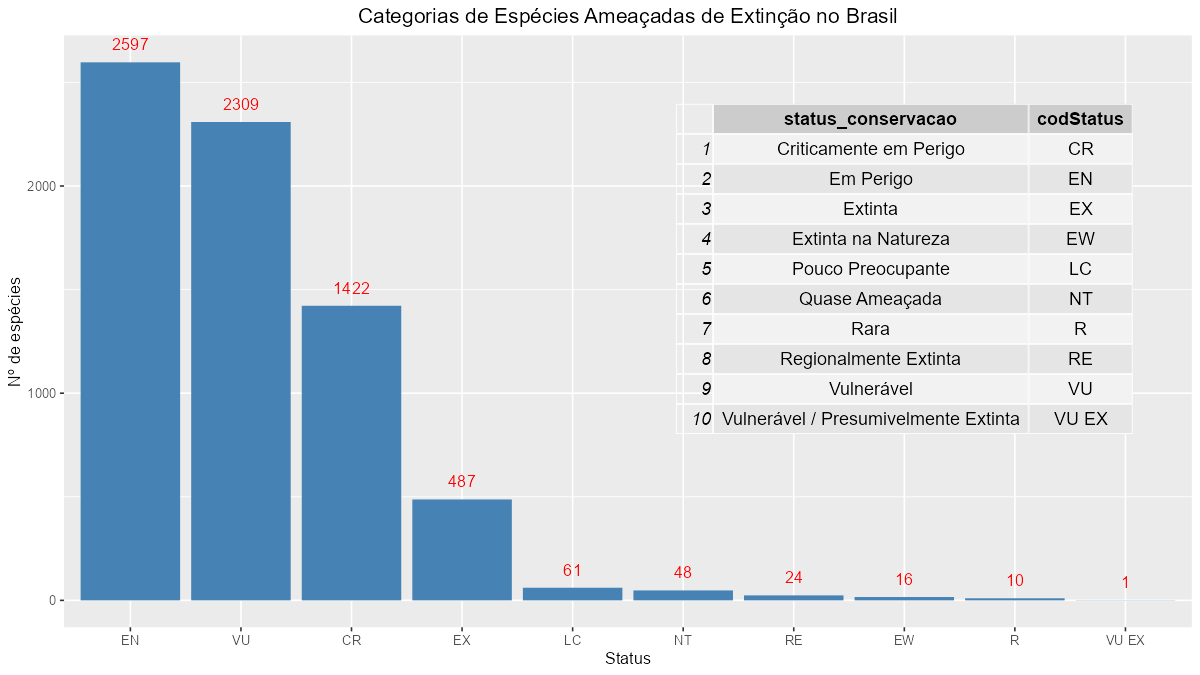 Categorias de Espécies Ameaçadas de Extinção no Brasil
2597
2309
1422
487
61
48
24
16
10
1
status_conservacao codStatus
1 Criticamente em Perigo CR
2 Em Perigo EN
3 Extinta EX
4 Extinta na Natureza EW
5 Pouco Preocupante LC
6 Quase Ameaçada NT
7 Rara R
8 Regionalmente Extinta RE
9 Vulnerável VU
10 Vulnerável / Presumivelmente Extinta VU EX
Nº de espécies
2000
1000
0
EN VU CR EX LC NT RE EW R VU EX
Status